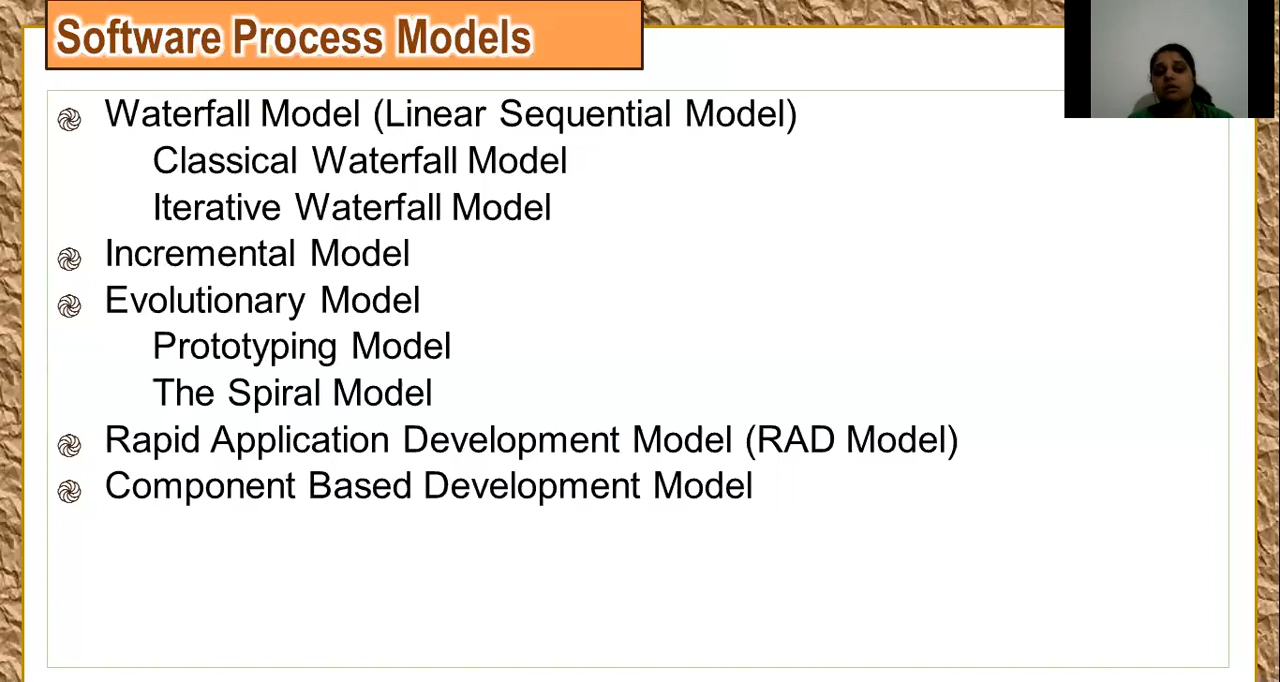 Software Process Models
Waterfall Model (Linear Sequential Model)
Classical Waterfall Model
Iterative Waterfall Model
Incremental Model
Evolutionary Model
Prototyping Model
The Spiral Model
Rapid Application Development Model (RAD Model)
Component Based Development Model